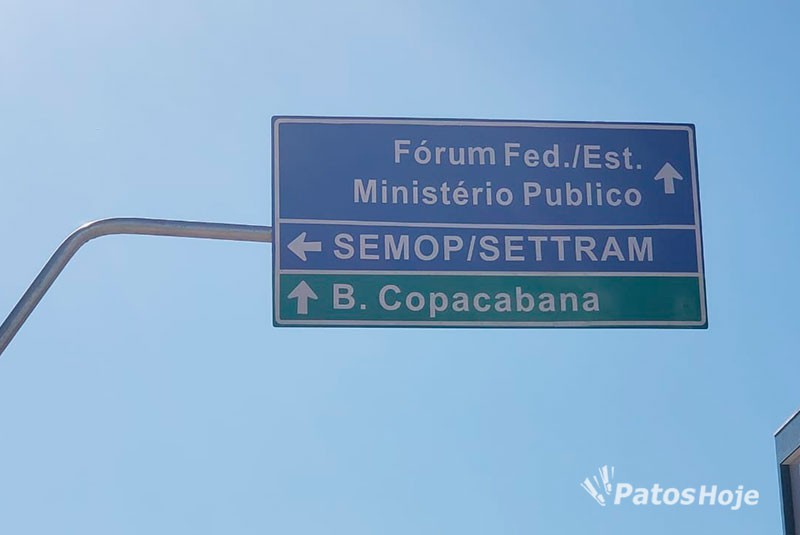 Fórum Fed./Est.
Ministério Publico
SEMOP/SETTRAM
B. Copacabana
PatosHoje